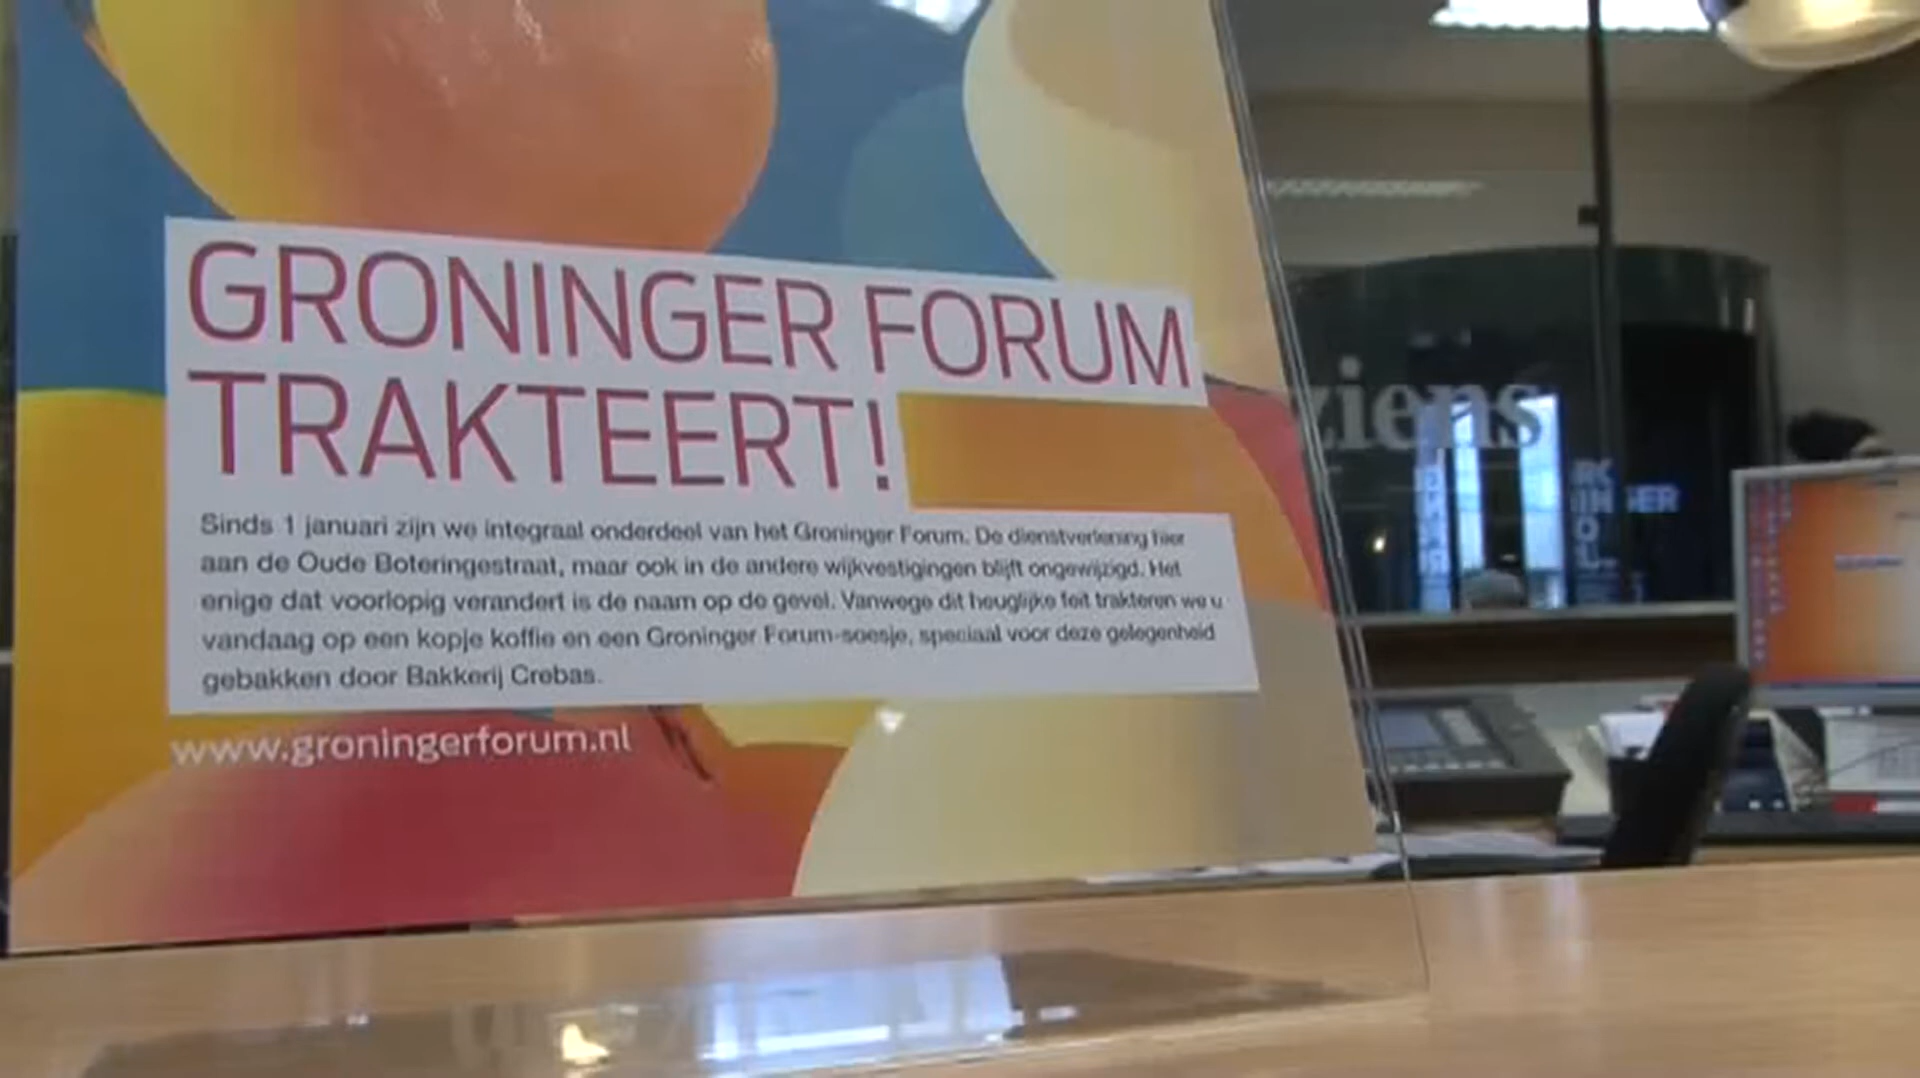 GRONINGER FORUM
TRAKTEERT!
Sinds 1 januari zijn we integraal onderdeel van het Groninger Forum. De dienstverlening hier
aan de Oude Boteringestraat, maar ook in de andere wijkvestigingen blijft ongewijzigd. Het
enige dat voorlopig verandert is de naam op de gevel. Vanwege dit heuglijke feit trakteren we u
vandaag op een kopje koffie en een Groninger Forum-soesje, speciaal voor deze gelegenheid
gebakken door Bakkerij Crebas.
www.groningerforum.nl
ziens